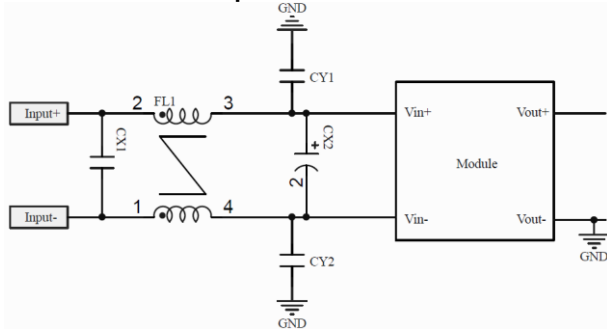 GND
CY1
Input+
2
FL1
3
Vin+
Vout+
CX1
+
CX2
Module
2
Input-
1
4
Vin-
Vout-
CY2
GND
GND